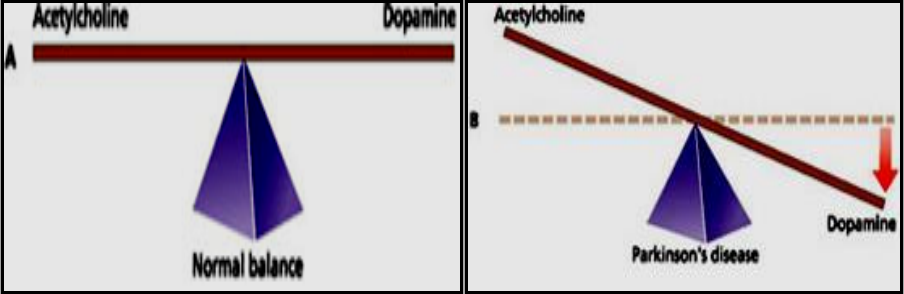 Acetylcholine Dopamine
A
Normal balance
Acetylcholine
B
Dopamine
Parkinson's disease